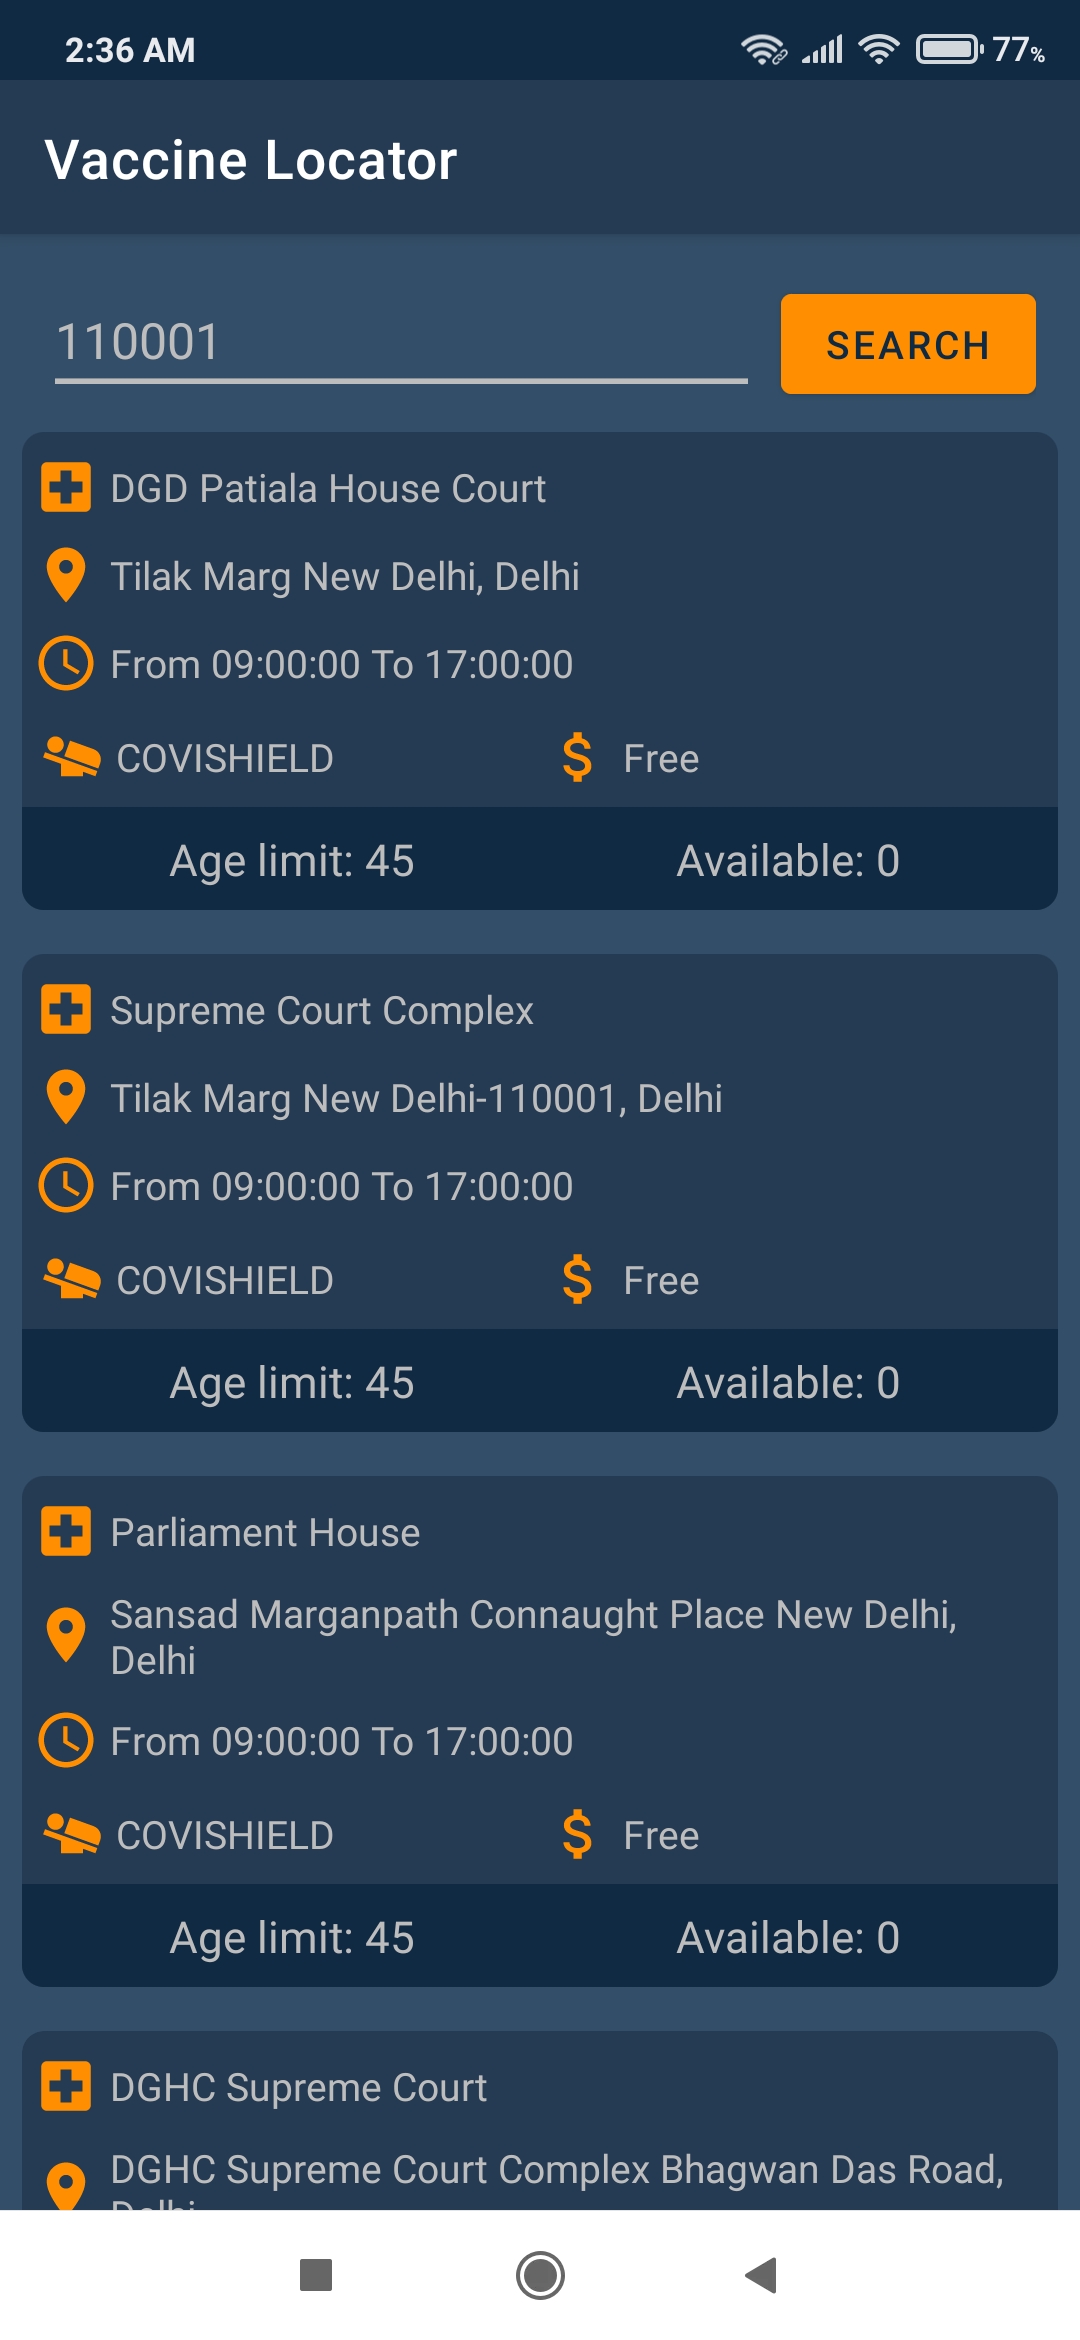 2:36 AM 77%
Vaccine Locator
110001 SEARCH
DGD Patiala House Court
Tilak Marg New Delhi, Delhi
From 09:00:00 To 17:00:00
COVISHIELD $ Free
Age limit: 45 Available: 0
Supreme Court Complex
Tilak Marg New Delhi-110001, Delhi
From 09:00:00 To 17:00:00
COVISHIELD $ Free
Age limit: 45 Available: 0
Parliament House
Sansad Marganpath Connaught Place New Delhi,
Delhi
From 09:00:00 To 17:00:00
COVISHIELD $ Free
Age limit: 45 Available: 0
DGHC Supreme Court
DGHC Supreme Court Complex Bhagwan Das Road,
Delhi